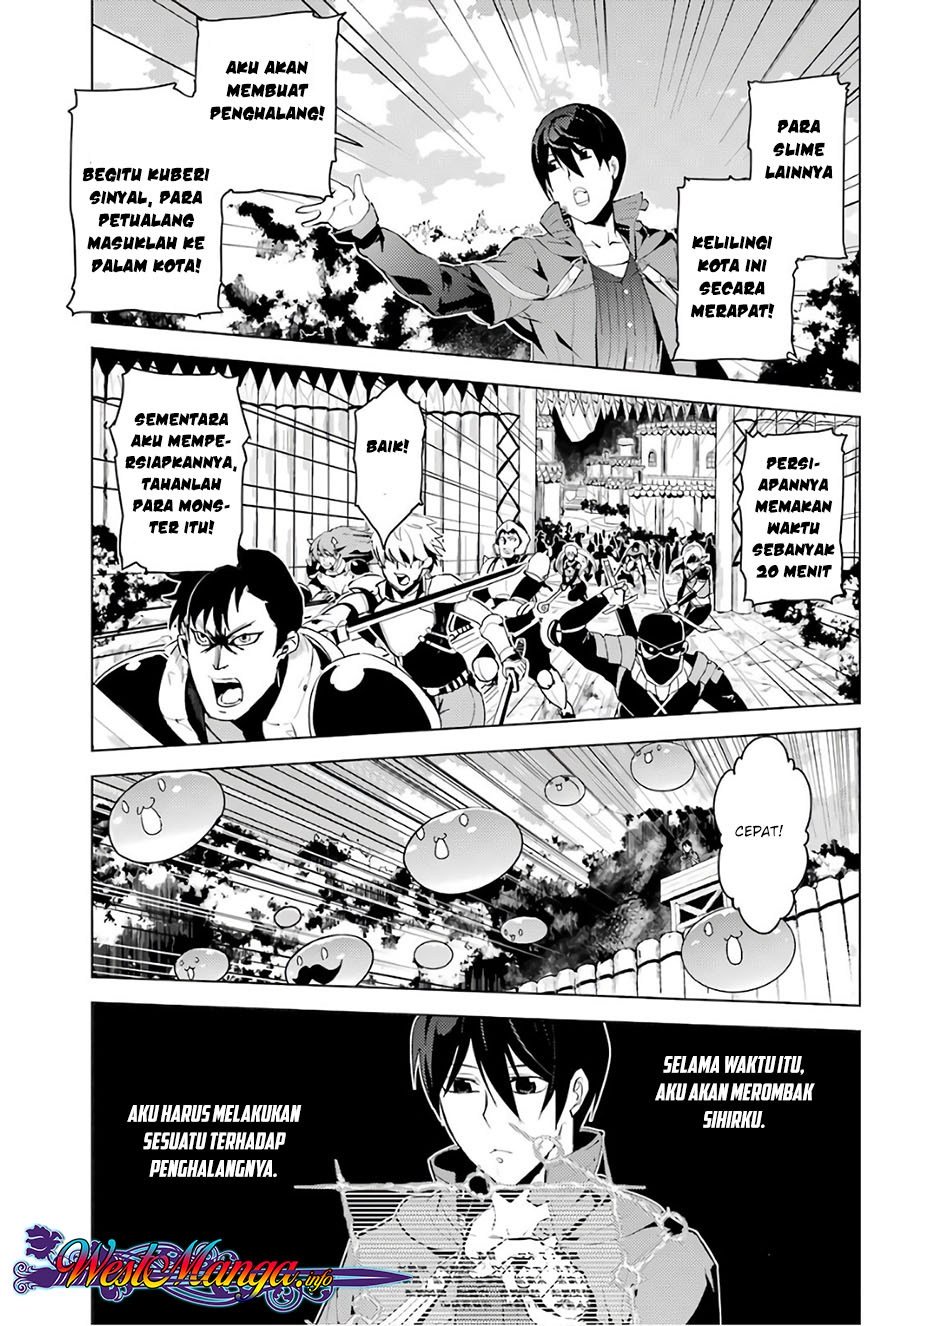 PARA
SLIME
LAINNYA
KELILINGI
KOTA INI
SECARA
MERAPAT!
AKU AKAN
MEMBUAT
PENGHALANG!
BEGITU KUBERI
SINYAL, PARA
PETUALANG
MASUKLAH KE
DALAM KOTA!
PERSI-
APANNYA
MEMAKAN
WAKTU
SEBANYAK
20 MENIT
BAIK!
SEMENTARA
AKU MEMPE-
RSIAPKANNYA,
TAHANLAH
PARA MONS-
TER ITU!
CEPAT!
SELAMA WAKTU ITU,
AKU AKAN MEROMBAK
SIHIRKU.
AKU HARUS MELAKUKAN
SESUATU TERHADAP
PENGHALANGNYA.
WestManga.info